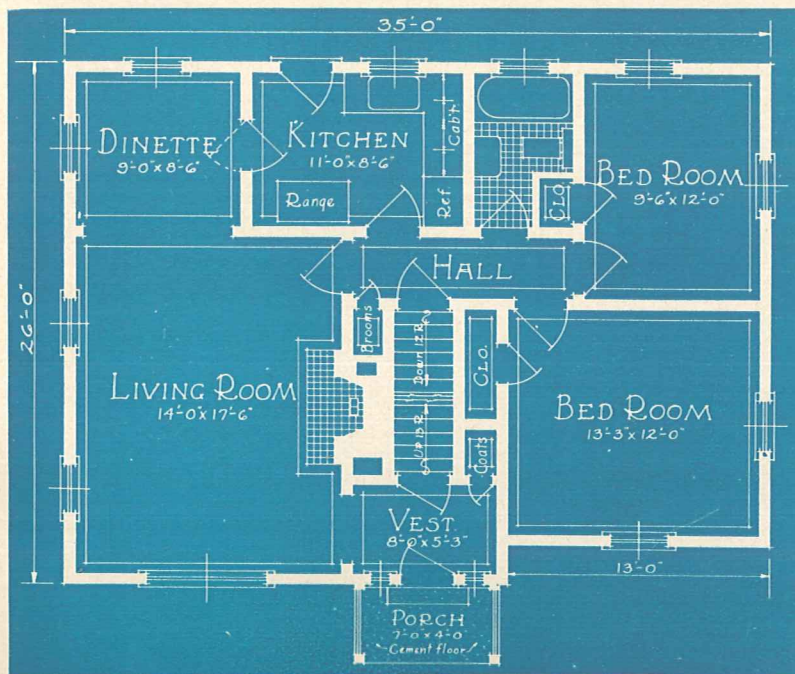 35'-0"
DINETTE
9'-0"x8'-6"
KITCHEN
11'-0"x8'-6"
Cab't
Range
Ref.
CLO.
BED ROOM
9'-6"x12'-0"
HALL
26'-0"
Brooms
Down 12 R.
CLO.
LIVING ROOM
14'-0"x17'-6"
BED ROOM
13'-3"x12'-0"
UP 13 R.
Coats
VEST.
8'-0"x5'-3"
13'-0"
PORCH
7'-0"x4'-0"
Cement floor